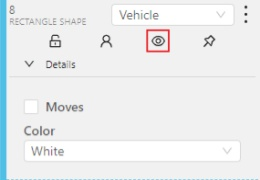 8
RECTANGLE SHAPE
Vehicle
Details
Moves
Color
White